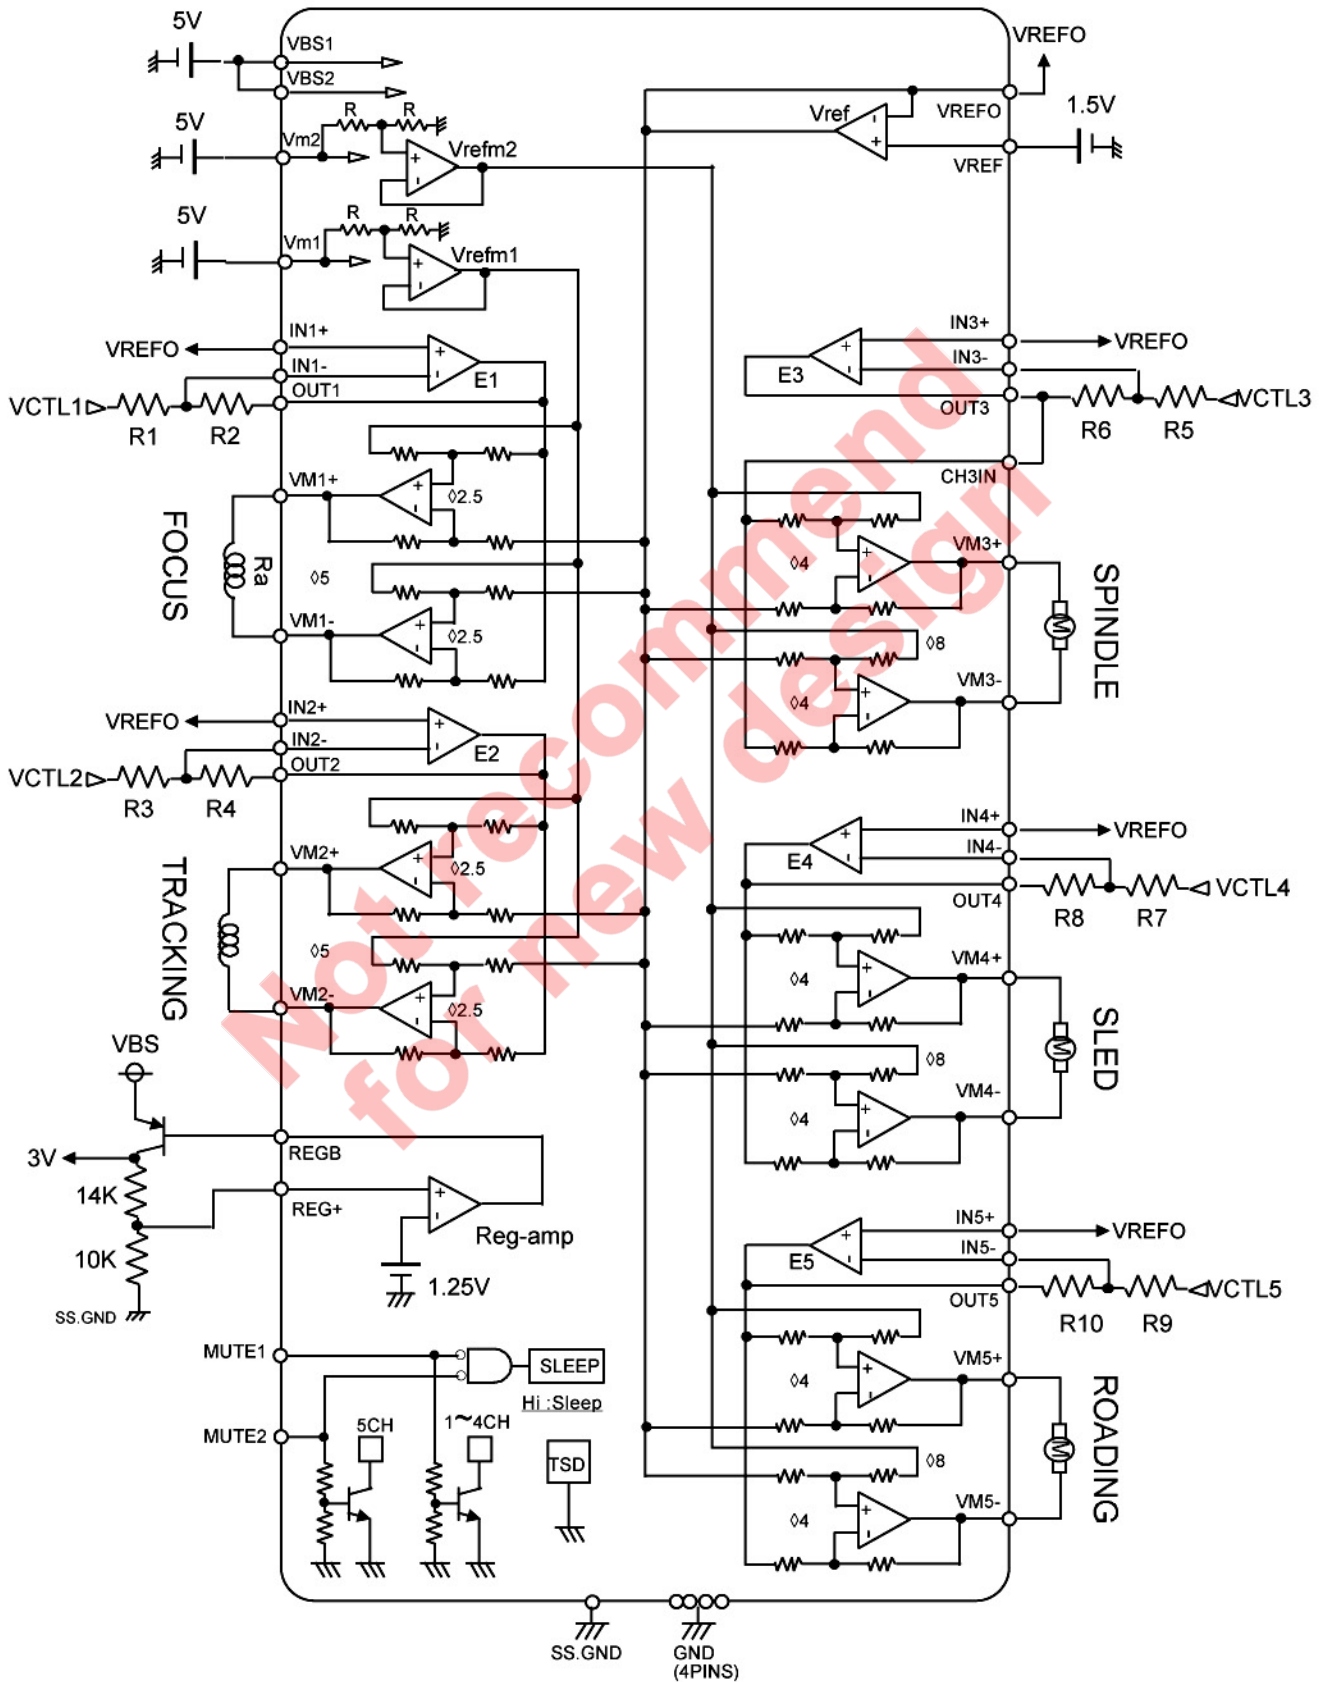 5V
VBS1
VBS2
5V
Vm2
R
R
Vrefm2
5V
Vm1
R
R
Vrefm1
VREFO
Vref
VREFO
1.5V
VREF
VREFO
IN1+
IN1-
OUT1
E1
VCTL1
R1
R2
IN3+
VREFO
IN3-
E3
OUT3
VCTL3
R6
R5
CH3IN
VM1+
◊2.5
FOCUS
Ra
◊5
VM1-
◊2.5
VM3+
◊4
SPINDLE
◊8
VM3-
◊4
VREFO
IN2+
IN2-
OUT2
E2
VCTL2
R3
R4
VM2+
◊2.5
TRACKING
◊5
VM2-
◊2.5
IN4+
VREFO
IN4-
E4
OUT4
VCTL4
R8
R7
VM4+
◊4
SLED
◊8
VM4-
◊4
M
M
M
VBS
3V
REGB
14K
REG+
10K
Reg-amp
1.25V
SS.GND
IN5+
VREFO
IN5-
E5
OUT5
VCTL5
R10
R9
VM5+
◊4
ROADING
◊8
VM5-
◊4
MUTE1
SLEEP
Hi :Sleep
MUTE2
5CH
1~4CH
TSD
SS.GND
GND
(4PINS)
Not recommend
for new design